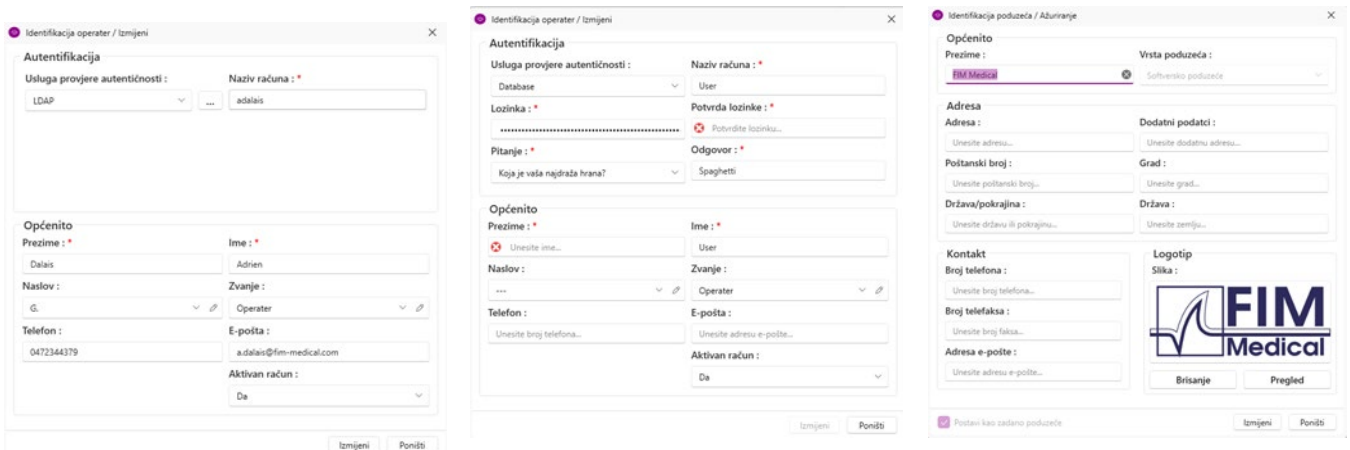 Identifikacija operater / Izmijeni
Autentifikacija
Usluga provjere autentičnosti : Naziv računa : *
LDAP ... adalais
Općenito
Prezime : * Ime : *
Dalais Adrien
Naslov : Zvanje :
G. Operater
Telefon : E-pošta :
0472344379 a.dalais@fim-medical.com
Aktivan račun :
Da
Izmijeni Poništi
Identifikacija operater / Izmijeni
Autentifikacija
Usluga provjere autentičnosti : Naziv računa : *
Database User
Lozinka : * Potvrda lozinke : *
Potvrdite lozinku...
Pitanje : * Odgovor : *
Koja je vaša najdraža hrana? Spaghetti
Općenito
Prezime : * Ime : *
Unesite ime... User
Naslov : Zvanje :
--- Operater
Telefon : E-pošta :
Unesite broj telefona... Unesite adresu e-pošte...
Aktivan račun :
Da
Izmijeni Poništi
Identifikacija poduzeća / Ažuriranje
Općenito
Prezime : Vrsta poduzeća :
FIM Medical Softversko poduzeće
Adresa
Adresa : Dodatni podatci :
Unesite adresu... Unesite dodatnu adresu...
Poštanski broj : Grad :
Unesite poštanski broj... Unesite grad...
Država/pokrajina : Država :
Unesite državu ili pokrajinu... Unesite zemlju...
Kontakt
Broj telefona :
Unesite broj telefona...
Broj telefaksa :
Unesite broj faksa...
Adresa e-pošte :
Unesite adresu e-pošte...
Logotip
Slika :
FIM
Medical
Brisanje Pregled
Postavi kao zadano poduzeće Izmijeni Poništi